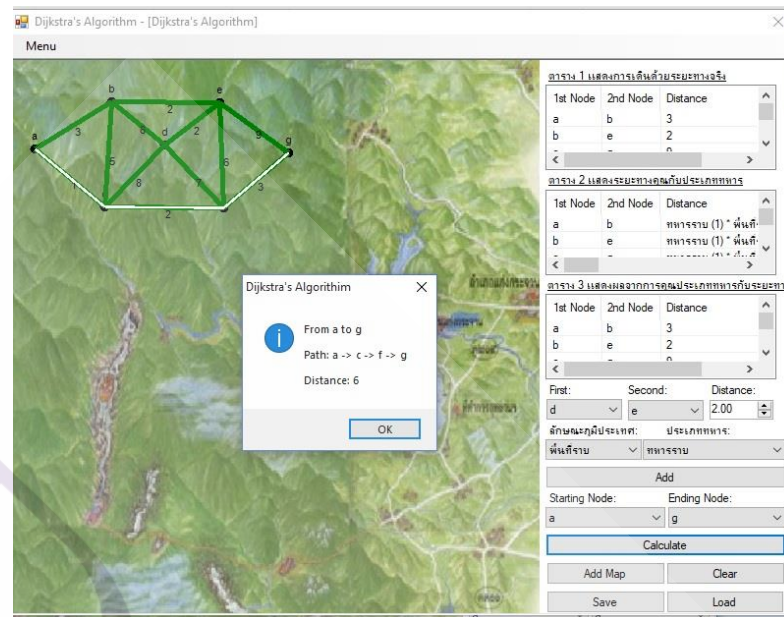 Dijkstra's Algorithm - [Dijkstra's Algorithm]
Menu
a
b
e
g
d
3
2
8
2
9
5
6
1
8
7
3
2
Dijkstra's Algorithim
From a to g
Path: a -> c -> f -> g
Distance: 6
OK
ตาราง 1 แสดงการเดินด้วยระยะทางจริง
1st Node 2nd Node Distance
a b 3
b e 2
ตาราง 2 แสดงระยะทางคูณกับประเภททหาร
1st Node 2nd Node Distance
a b ทหารราบ (1) * พื้นที่
b e ทหารราบ (1) * พื้นที่
ตาราง 3 แสดงผลจากการคูณประเภททหารกับระยะทา
1st Node 2nd Node Distance
a b 3
b e 2
First: Second: Distance:
d e 2.00
ลักษณะภูมิประเทศ: ประเภททหาร:
พื้นที่ราบ ทหารราบ
Add
Starting Node: Ending Node:
a g
Calculate
Add Map Clear
Save Load